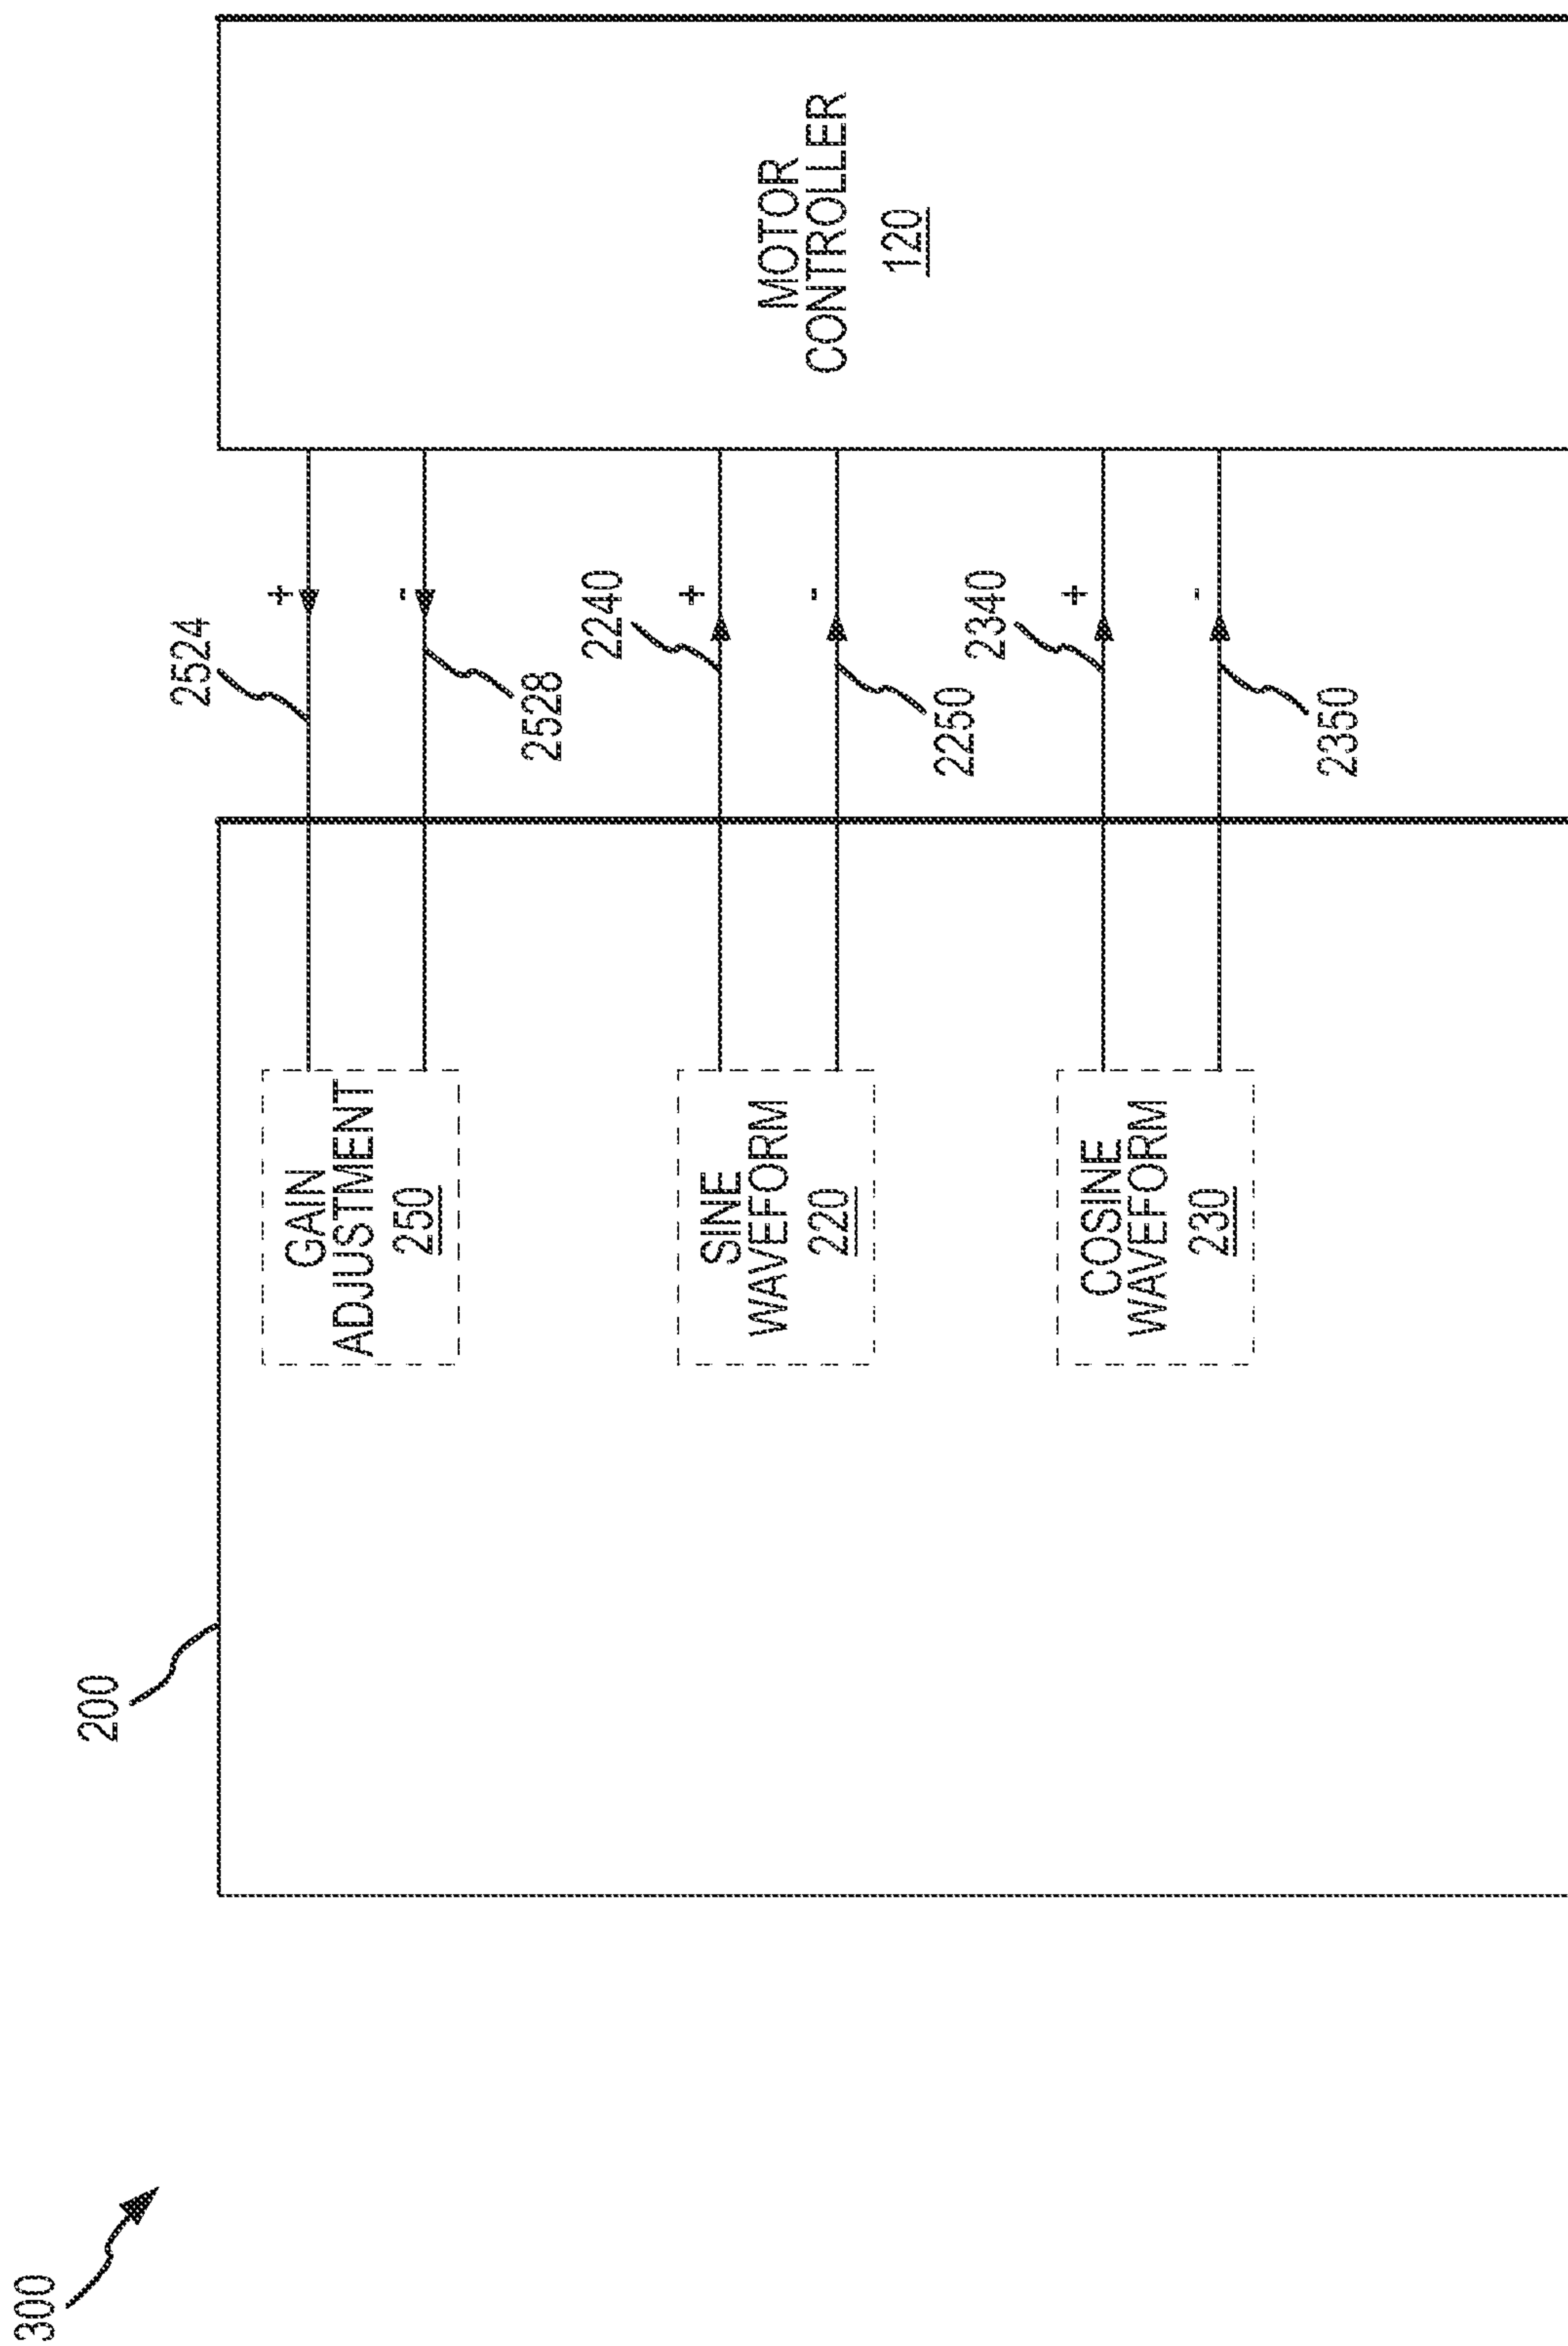 300
200
GAIN
ADJUSTMENT
250
2524
+
-
2528
SINE
WAVEFORM
220
2240
+
-
2250
COSINE
WAVEFORM
230
2340
+
-
2350
MOTOR
CONTROLLER
120